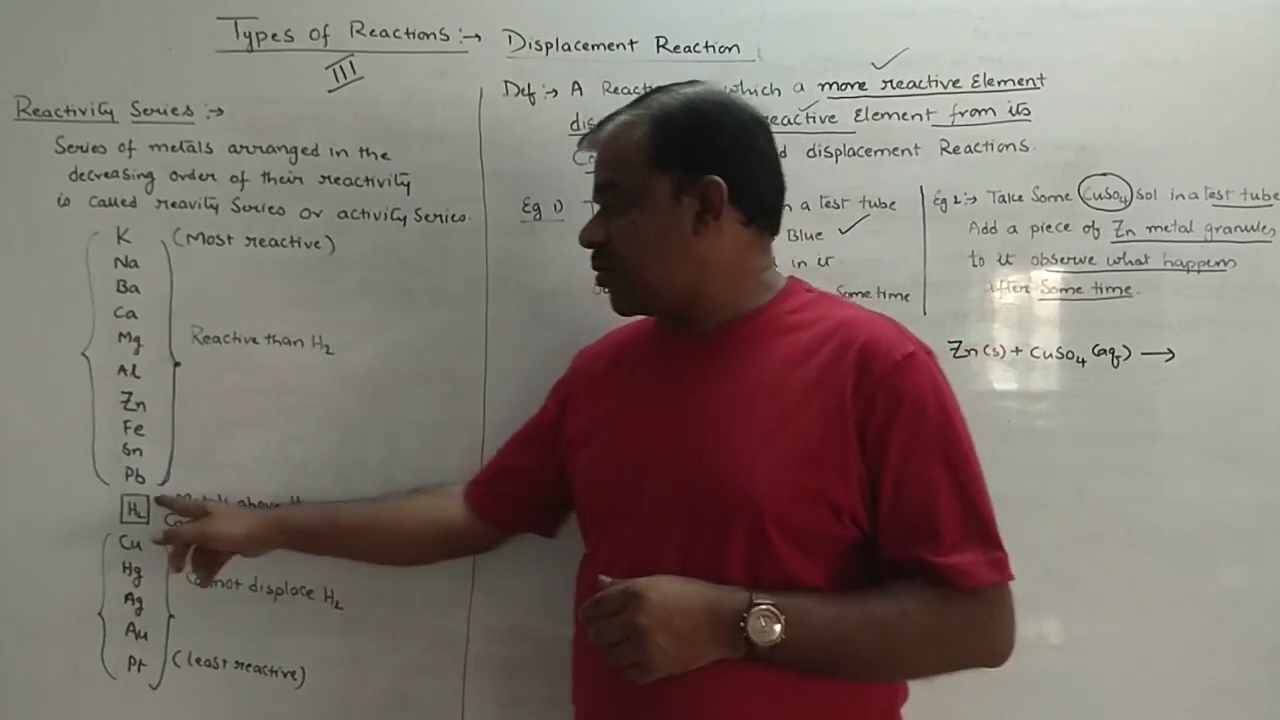 Types of Reactions :→ Displacement Reaction
III
Reactivity Series :→
Series of metals arranged in the
decreasing order of their reactivity
is called reavity Series or activity Series.
K (Most reactive)
Na
Ba
Ca
Mg Reactive than H₂
Al
Zn
Fe
Sn
Pb
H₂ above
Cu
Hg Cannot displace H₂
Ag
Au
Pt (least reactive)
Def :→ A which a more reactive Element
Element from its
displacement Reactions.
Eg 1) in a test tube
Blue
in it
Some time
Eg 2:→ Take Some CuSO₄ sol in a test tube
Add a piece of Zn metal granules
to it observe what happens
after Some time.
Zn(s) + CuSO₄ (aq) →